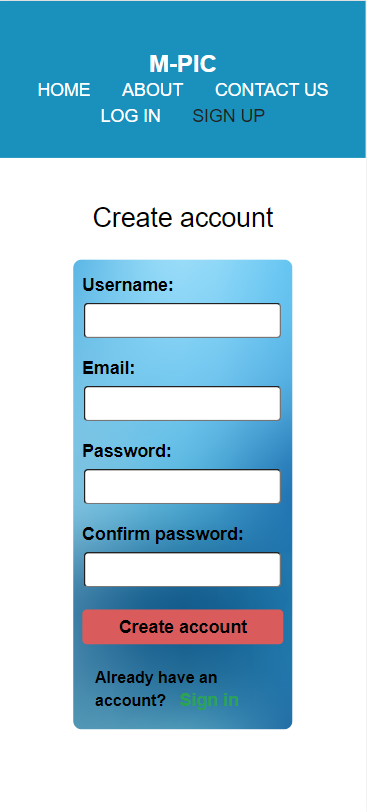 M-PIC
HOME ABOUT CONTACT US
LOG IN SIGN UP
Create account
Username:
Email:
Password:
Confirm password:
Create account
Already have an
account? Sign in